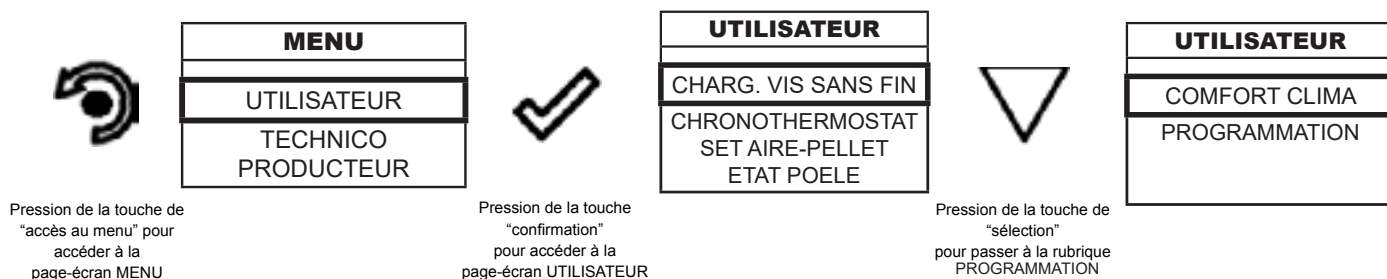 MENU
UTILISATEUR
TECHNICO
PRODUCTEUR
Pression de la touche de
“accès au menu” pour
accéder à la
page-écran MENU
Pression de la touche
“confirmation”
pour accéder à la
page-écran UTILISATEUR
UTILISATEUR
CHARG. VIS SANS FIN
CHRONOTHERMOSTAT
SET AIRE-PELLET
ETAT POELE
Pression de la touche de
“sélection”
pour passer à la rubrique
PROGRAMMATION
UTILISATEUR
COMFORT CLIMA
PROGRAMMATION